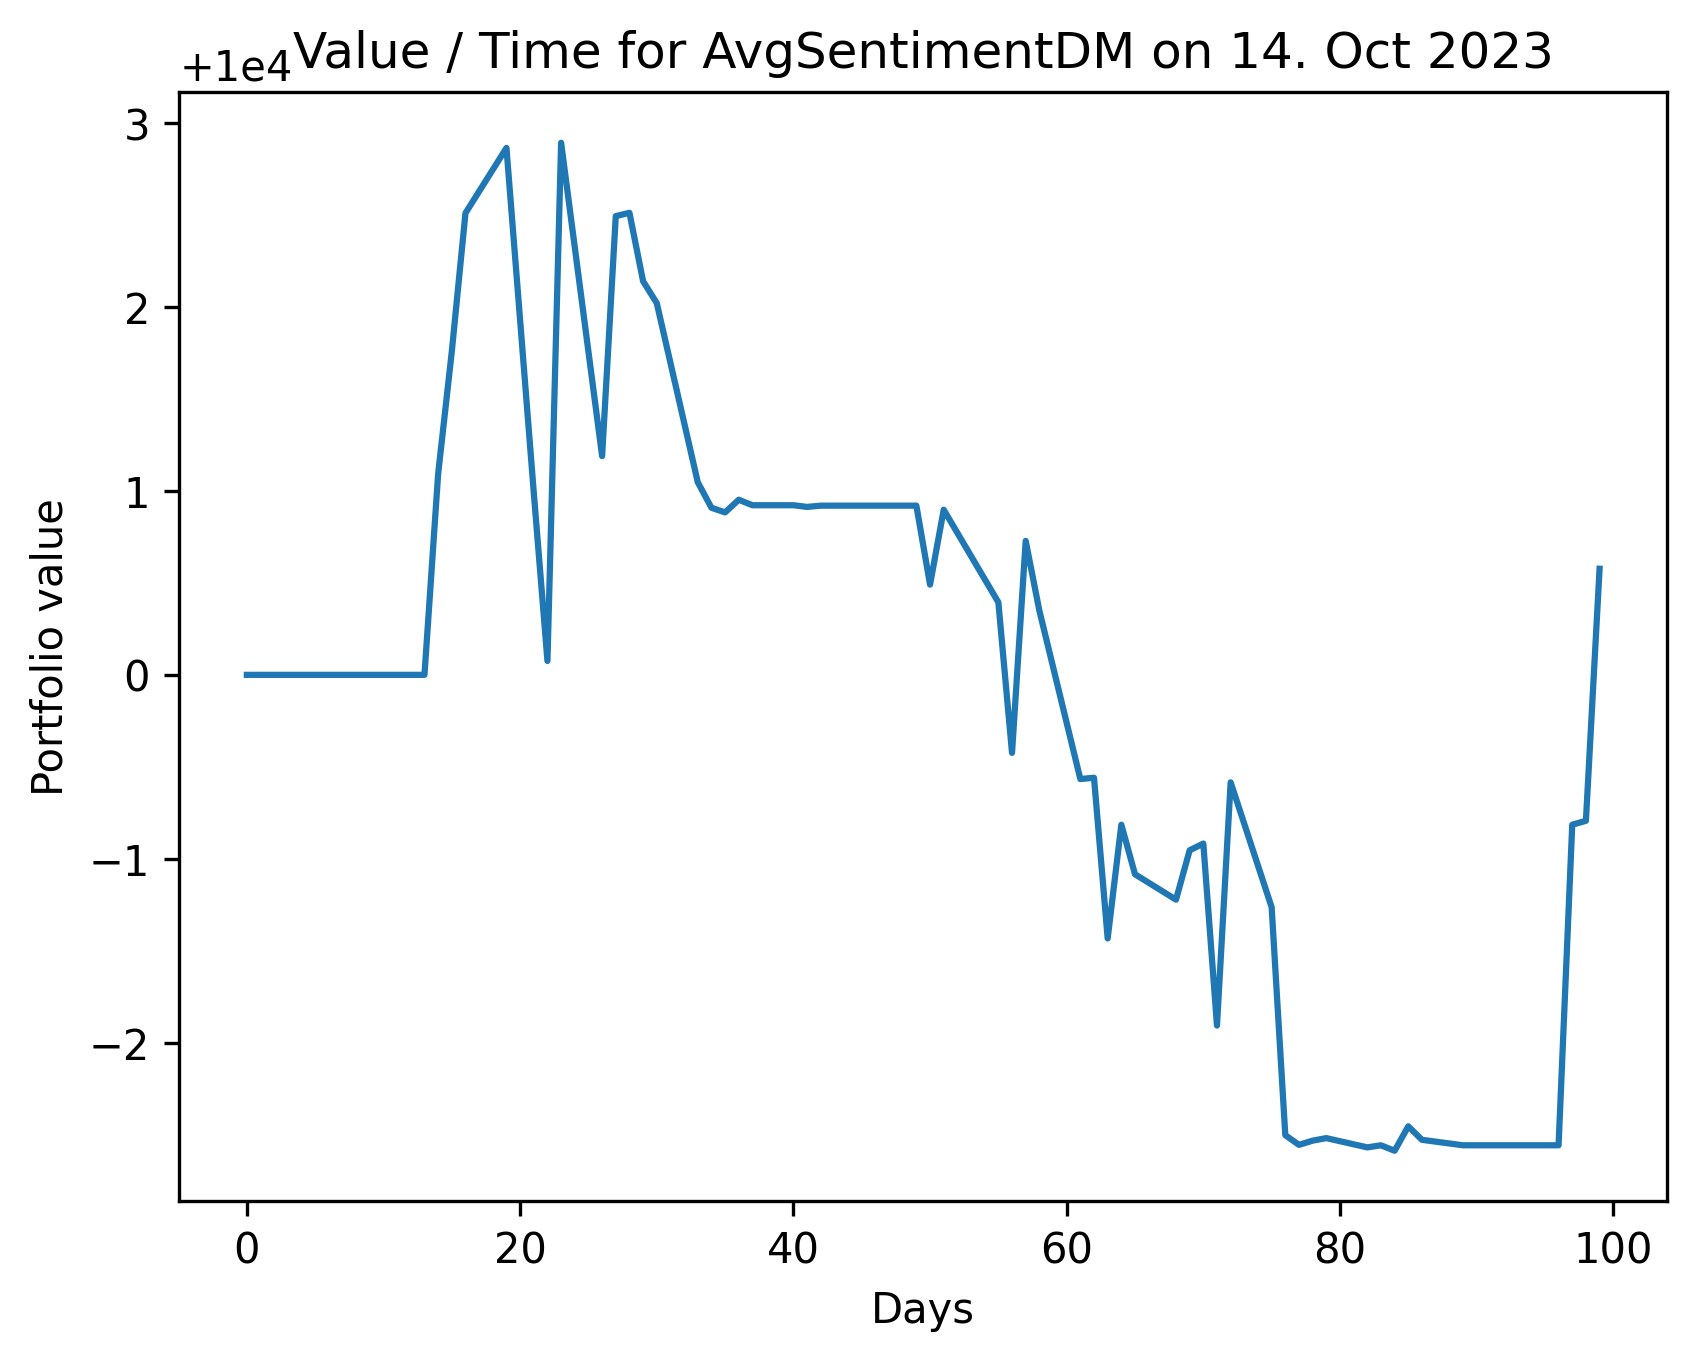 Value / Time for AvgSentimentDM on 14. Oct 2023
+1e4
3
2
1
0
−1
−2
Portfolio value
0 20 40 60 80 100
Days